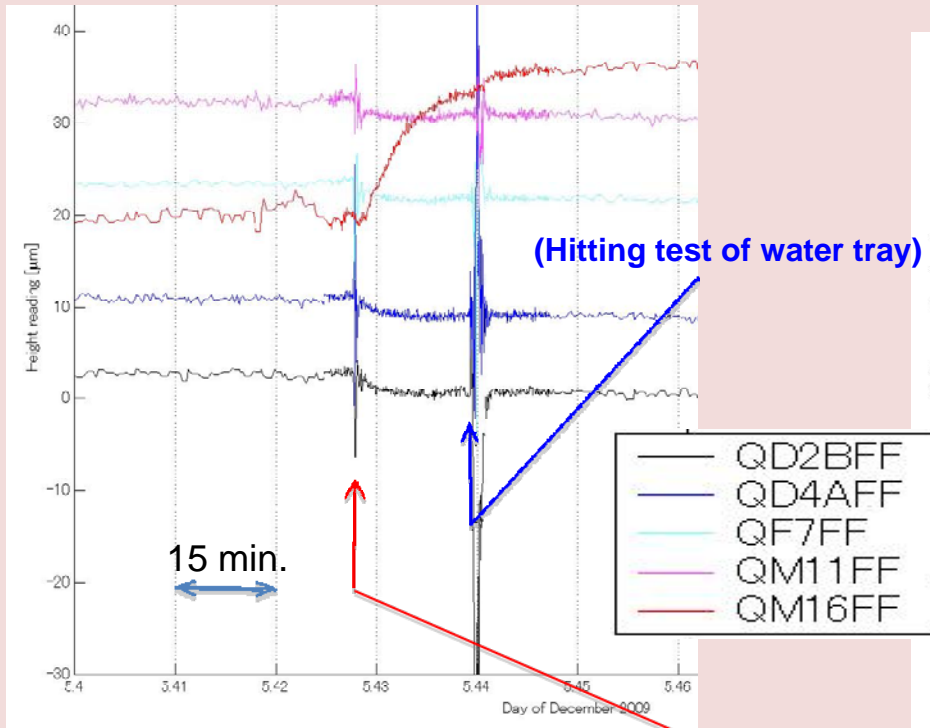 40
30
20
10
0
-10
-20
-30
Height reading [μm]
(Hitting test of water tray)
15 min.
QD2BFF
QD4AFF
QF7FF
QM11FF
QM16FF
5.4 5.41 5.42 5.43 5.44 5.45 5.46
Day of December 2009